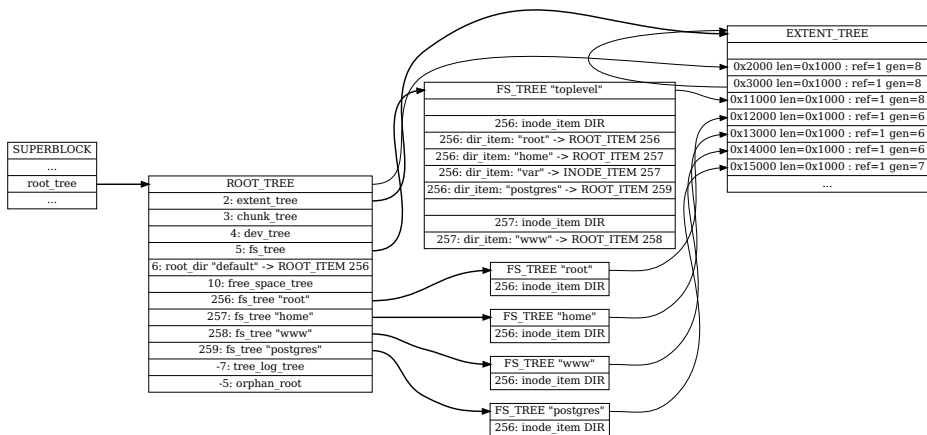 SUPERBLOCK
...
root_tree
...
ROOT_TREE
2: extent_tree
3: chunk_tree
4: dev_tree
5: fs_tree
6: root_dir "default" -> ROOT_ITEM 256
10: free_space_tree
256: fs_tree "root"
257: fs_tree "home"
258: fs_tree "www"
259: fs_tree "postgres"
-7: tree_log_tree
-5: orphan_root
FS_TREE "toplevel"
256: inode_item DIR
256: dir_item: "root" -> ROOT_ITEM 256
256: dir_item: "home" -> ROOT_ITEM 257
256: dir_item: "var" -> INODE_ITEM 257
256: dir_item: "postgres" -> ROOT_ITEM 259
257: inode_item DIR
257: dir_item: "www" -> ROOT_ITEM 258
FS_TREE "root"
256: inode_item DIR
FS_TREE "home"
256: inode_item DIR
FS_TREE "www"
256: inode_item DIR
FS_TREE "postgres"
256: inode_item DIR
EXTENT_TREE
0x2000 len=0x1000 : ref=1 gen=8
0x3000 len=0x1000 : ref=1 gen=8
0x11000 len=0x1000 : ref=1 gen=8
0x12000 len=0x1000 : ref=1 gen=6
0x13000 len=0x1000 : ref=1 gen=6
0x14000 len=0x1000 : ref=1 gen=6
0x15000 len=0x1000 : ref=1 gen=7
...